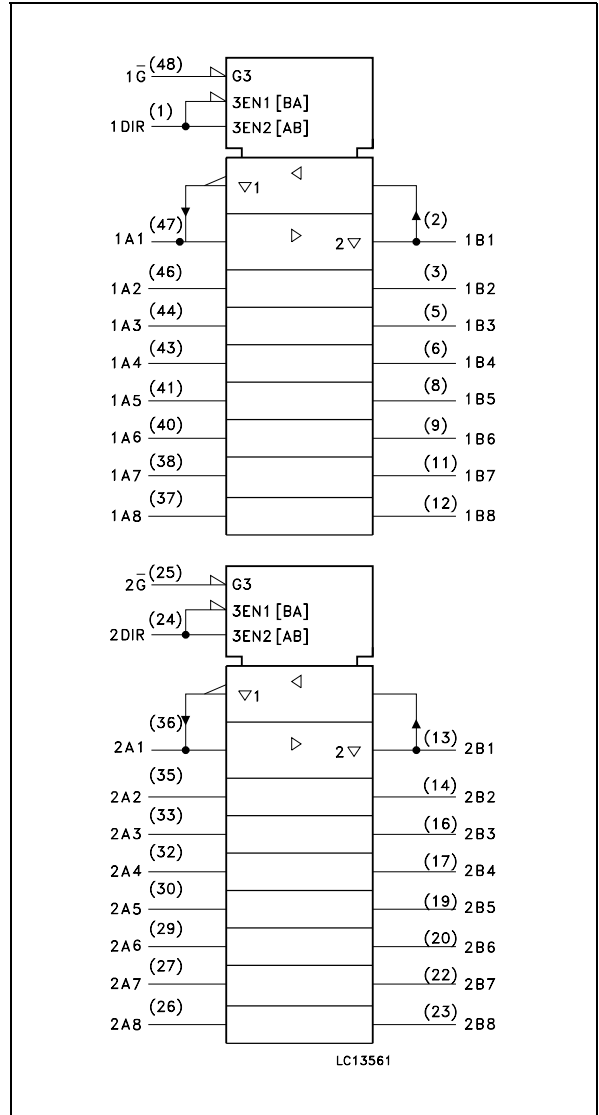 1G̅ (48) G3
3EN1 [BA]
1DIR (1) 3EN2 [AB]
▽1 ◁
1A1 (47) ▷ 2▽ (2) 1B1
1A2 (46) (3) 1B2
1A3 (44) (5) 1B3
1A4 (43) (6) 1B4
1A5 (41) (8) 1B5
1A6 (40) (9) 1B6
1A7 (38) (11) 1B7
1A8 (37) (12) 1B8
2G̅ (25) G3
3EN1 [BA]
2DIR (24) 3EN2 [AB]
▽1 ◁
2A1 (36) ▷ 2▽ (13) 2B1
2A2 (35) (14) 2B2
2A3 (33) (16) 2B3
2A4 (32) (17) 2B4
2A5 (30) (19) 2B5
2A6 (29) (20) 2B6
2A7 (27) (22) 2B7
2A8 (26) (23) 2B8
LC13561